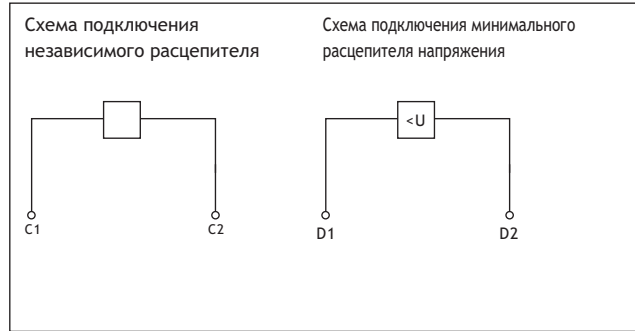 Схема подключения
независимого расцепителя
Схема подключения минимального
расцепителя напряжения
<U
C1
C2
D1
D2